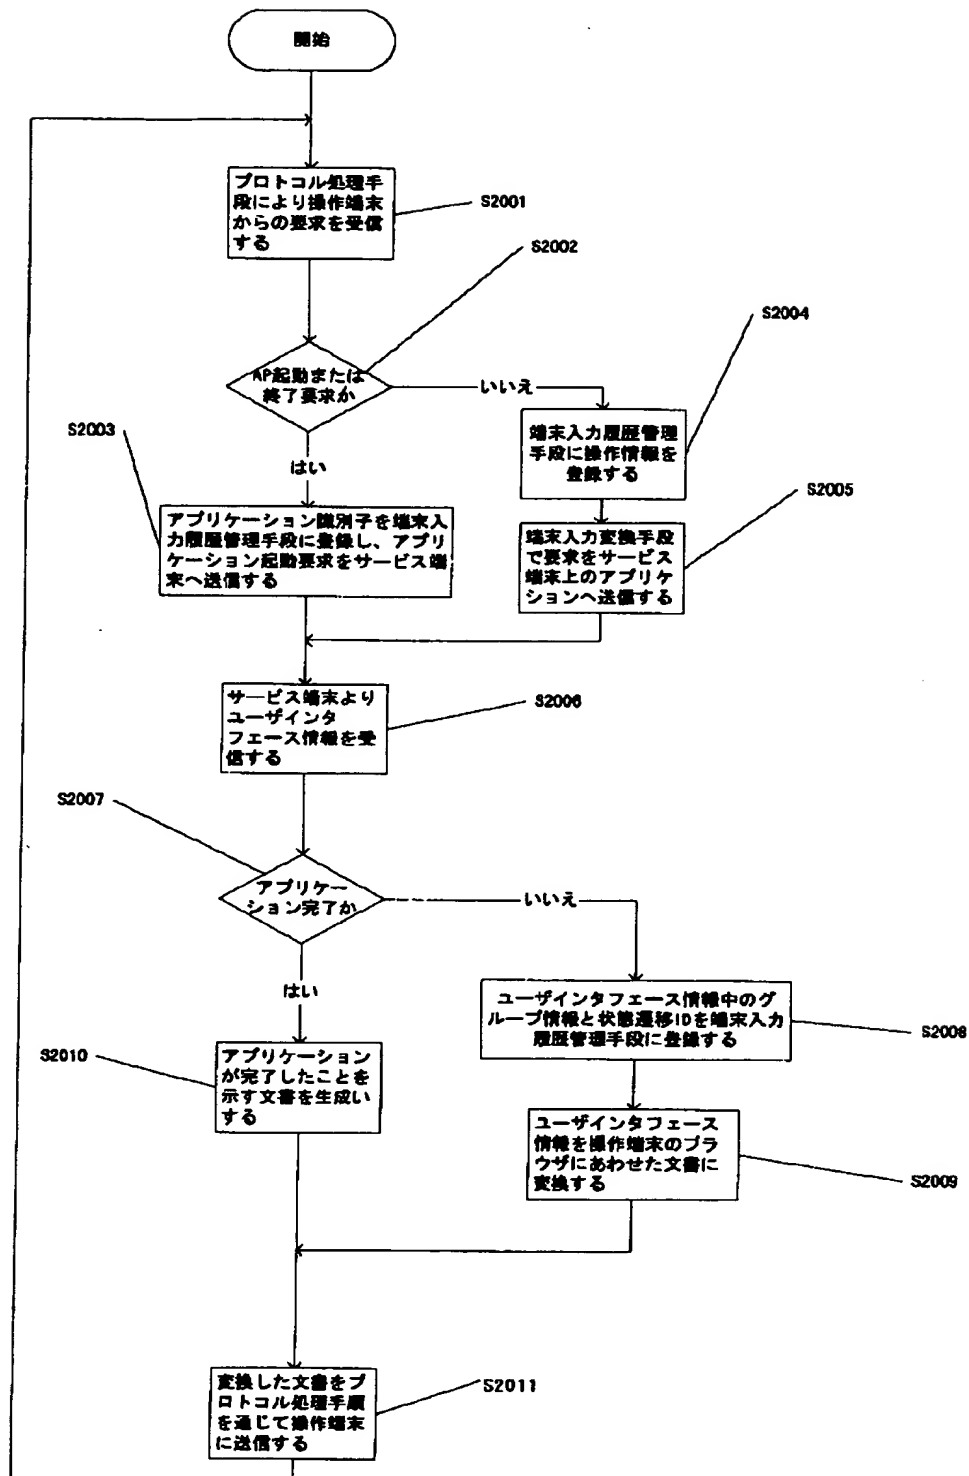 開始
プロトコル処理手
段により操作端末
からの要求を受信
する
S2001
S2002
AP起動または
終了要求か
いいえ
S2004
端末入力履歴管理
手段に操作情報を
登録する
S2003
はい
アプリケーション識別子を端末入
力履歴管理手段に登録し、アプリ
ケーション起動要求をサービス端
末へ送信する
S2005
端末入力変換手段
で要求をサービス
端末上のアプリケ
ションへ送信する
サービス端末より
ユーザインタ
フェース情報を受
信する
S2006
S2007
アプリケー
ション完了か
いいえ
はい
ユーザインタフェース情報中のグ
ループ情報と状態遷移IDを端末入力
履歴管理手段に登録する
S2008
S2010
アプリケーション
が完了したことを
示す文書を生成い
する
ユーザインタフェース
情報を操作端末のブラ
ウザにあわせた文書に
変換する
S2009
変換した文書をプ
ロトコル処理手順
を通じて操作端末
に送信する
S2011